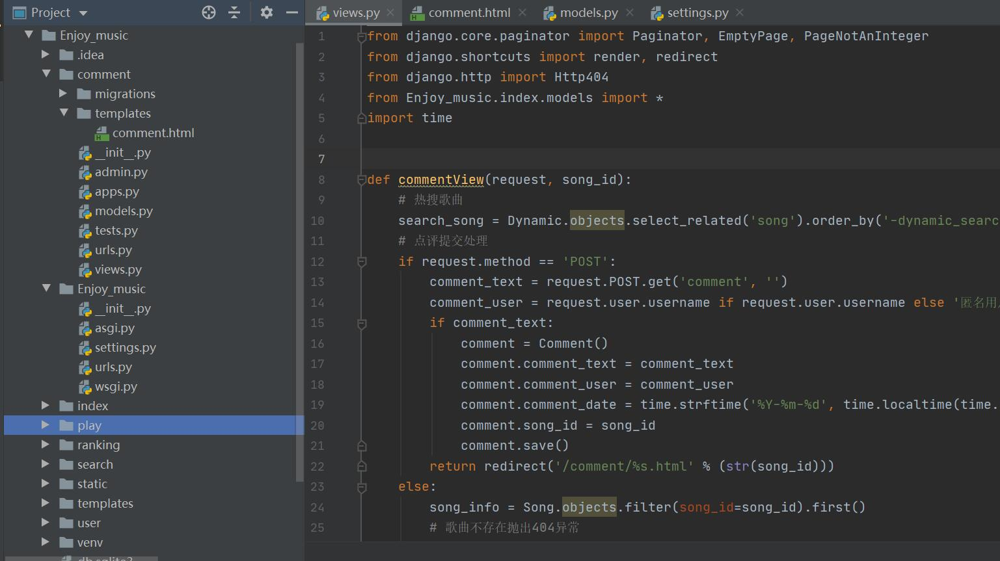 Project
Enjoy_music
.idea
comment
migrations
templates
comment.html
__init__.py
admin.py
apps.py
models.py
tests.py
urls.py
views.py
Enjoy_music
__init__.py
asgi.py
settings.py
urls.py
wsgi.py
index
play
ranking
search
static
templates
user
venv
views.py comment.html models.py settings.py
1 from django.core.paginator import Paginator, EmptyPage, PageNotAnInteger
2 from django.shortcuts import render, redirect
3 from django.http import Http404
4 from Enjoy_music.index.models import *
5 import time
6
7
8 def commentView(request, song_id):
9 # 热搜歌曲
10 search_song = Dynamic.objects.select_related('song').order_by('-dynamic_searc
11 # 点评提交处理
12 if request.method == 'POST':
13 comment_text = request.POST.get('comment', '')
14 comment_user = request.user.username if request.user.username else '匿名用
15 if comment_text:
16 comment = Comment()
17 comment.comment_text = comment_text
18 comment.comment_user = comment_user
19 comment.comment_date = time.strftime('%Y-%m-%d', time.localtime(time.
20 comment.song_id = song_id
21 comment.save()
22 return redirect('/comment/%s.html' % (str(song_id)))
23 else:
24 song_info = Song.objects.filter(song_id=song_id).first()
25 # 歌曲不存在抛出404异常